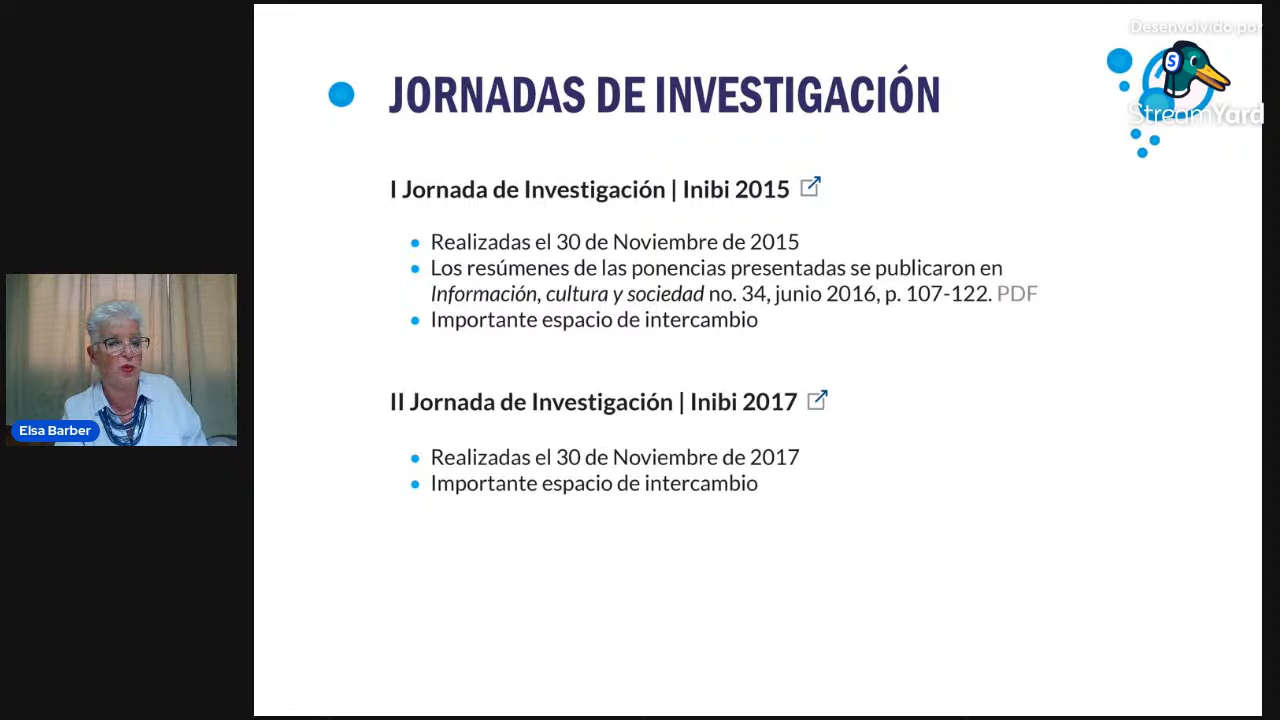 Desenvolvido por
StreamYard
JORNADAS DE INVESTIGACIÓN
I Jornada de Investigación | Inibi 2015
Realizadas el 30 de Noviembre de 2015
Los resúmenes de las ponencias presentadas se publicaron en
Información, cultura y sociedad no. 34, junio 2016, p. 107-122. PDF
Importante espacio de intercambio
II Jornada de Investigación | Inibi 2017
Realizadas el 30 de Noviembre de 2017
Importante espacio de intercambio
Elsa Barber